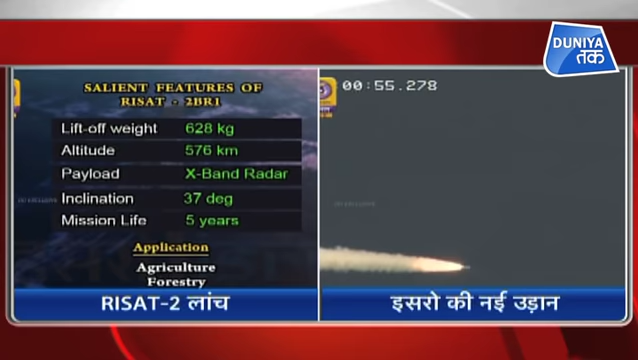 DUNIYA
तक
SALIENT FEATURES OF
RISAT - 2BR1
Lift-off weight 628 kg
Altitude 576 km
Payload X-Band Radar
Inclination 37 deg
Mission Life 5 years
Application
Agriculture
Forestry
00:55.278
RISAT-2 लांच
इसरो की नई उड़ान